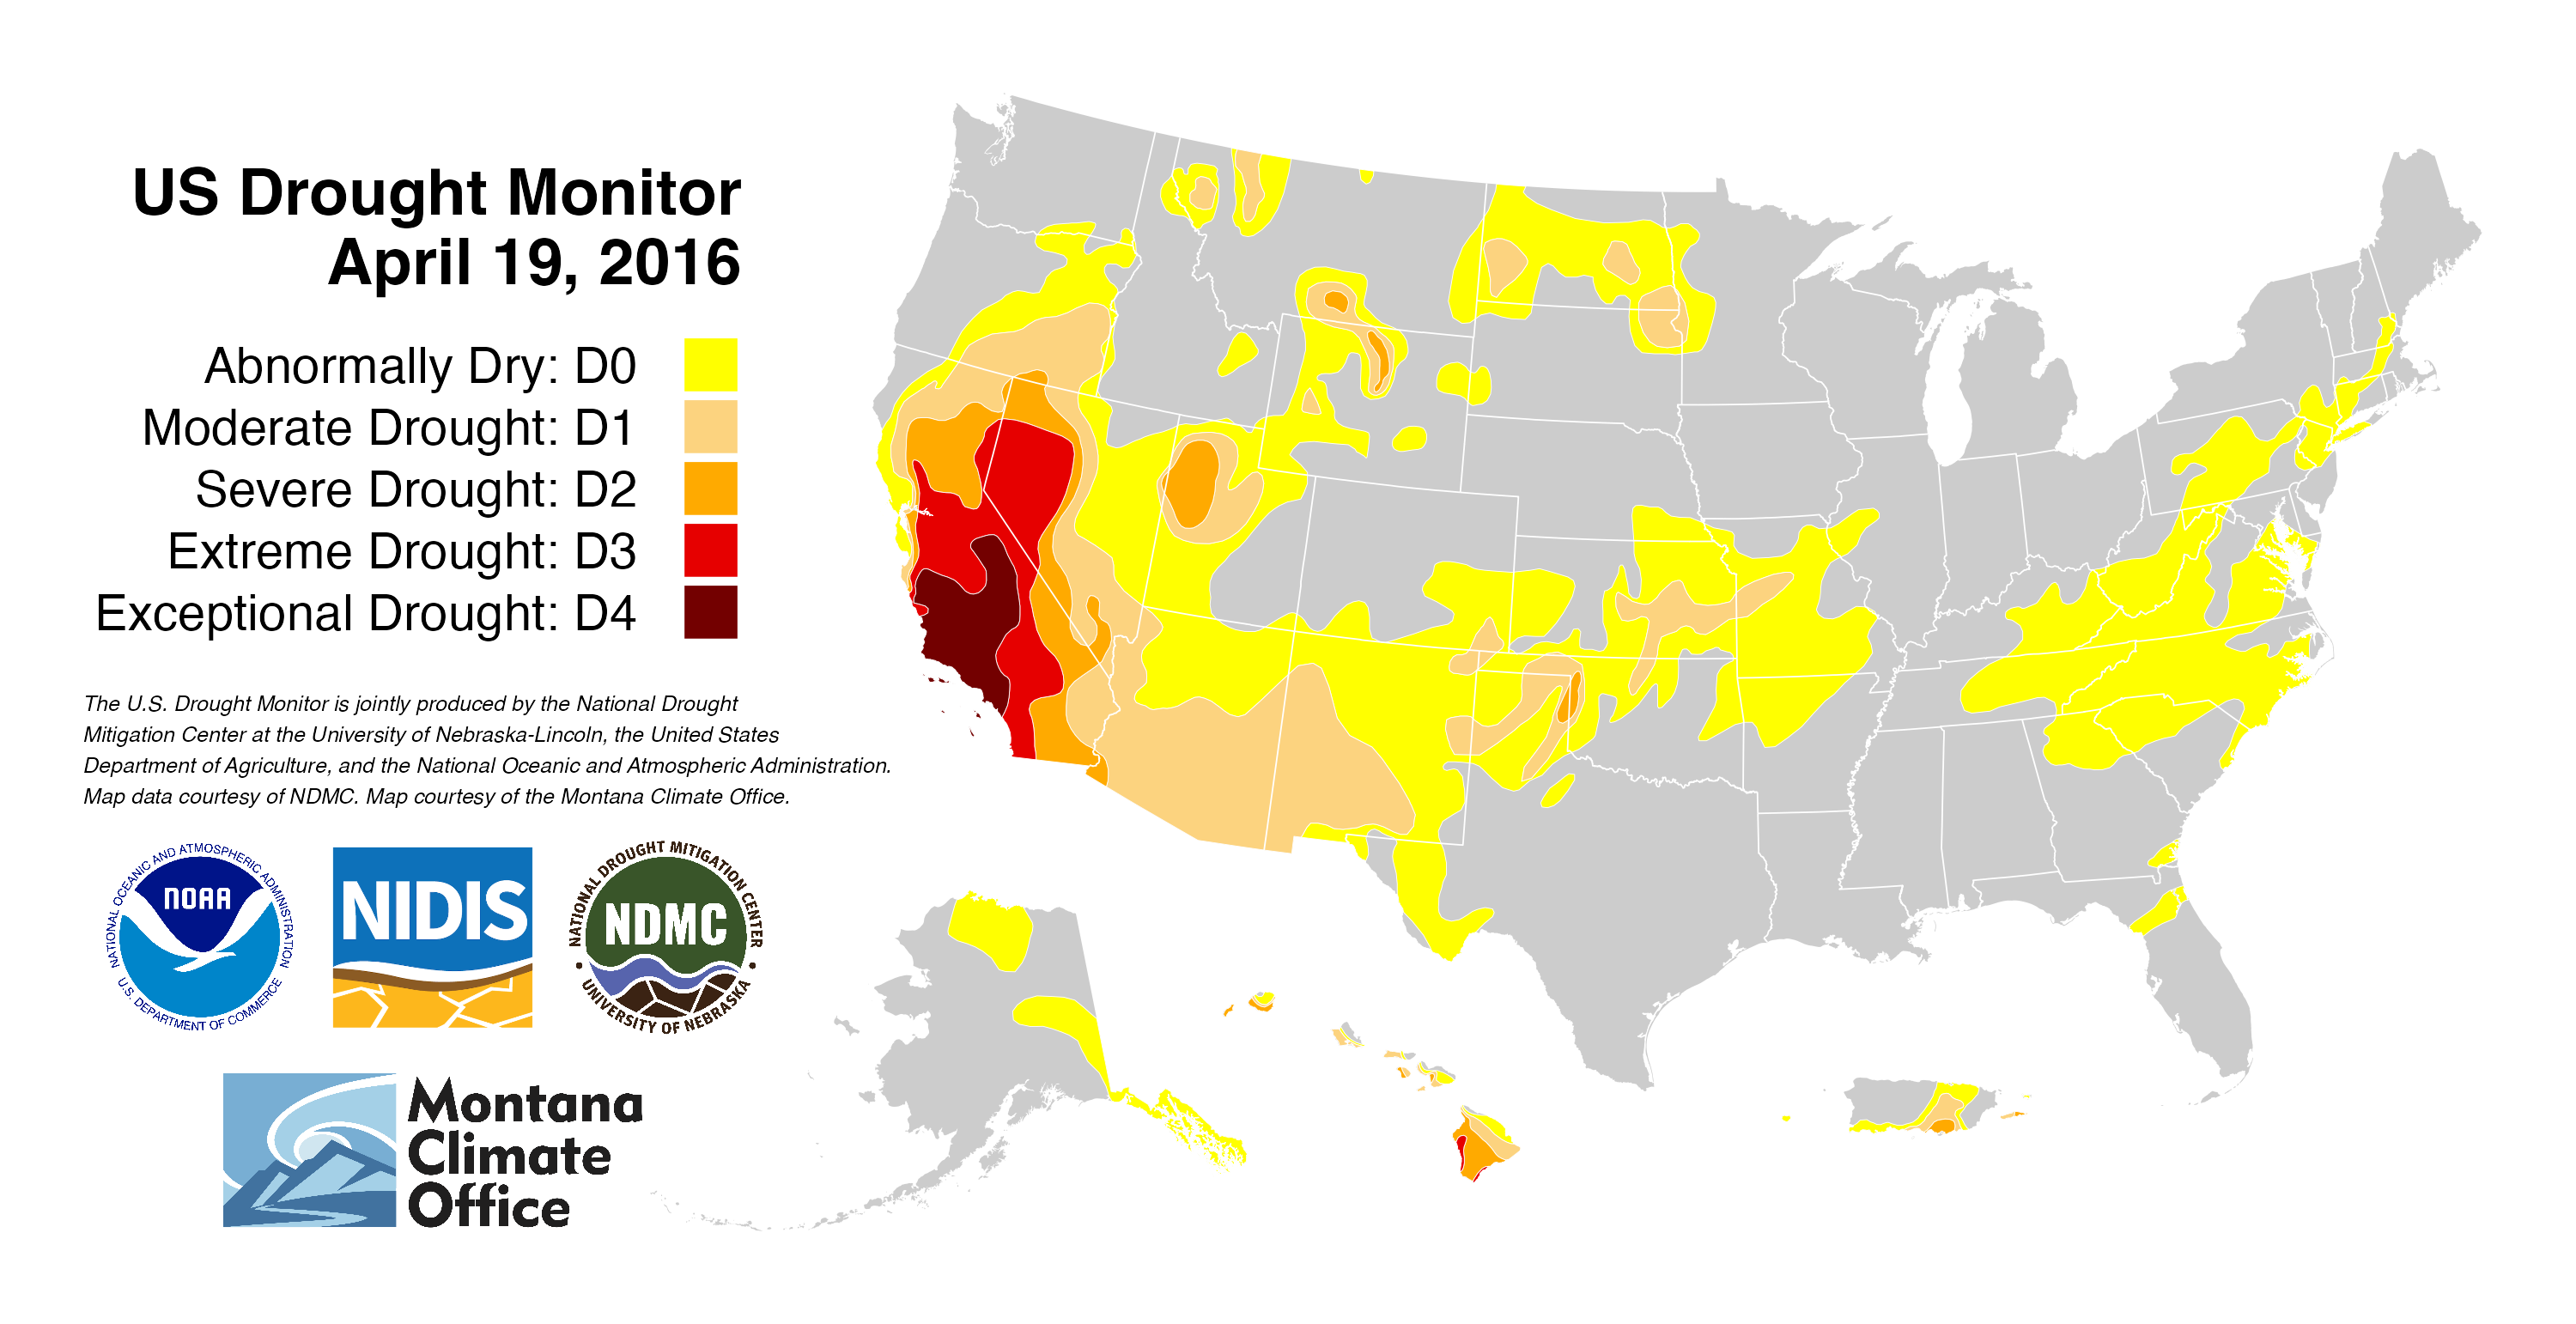 US Drought Monitor
April 19, 2016
Abnormally Dry: D0
Moderate Drought: D1
Severe Drought: D2
Extreme Drought: D3
Exceptional Drought: D4
The U.S. Drought Monitor is jointly produced by the National Drought
Mitigation Center at the University of Nebraska-Lincoln, the United States
Department of Agriculture, and the National Oceanic and Atmospheric Administration.
Map data courtesy of NDMC. Map courtesy of the Montana Climate Office.
NATIONAL OCEANIC AND ATMOSPHERIC ADMINISTRATION
NOAA
U.S. DEPARTMENT OF COMMERCE
NIDIS
NATIONAL DROUGHT MITIGATION CENTER
NDMC
• UNIVERSITY OF NEBRASKA •
Montana
Climate
Office